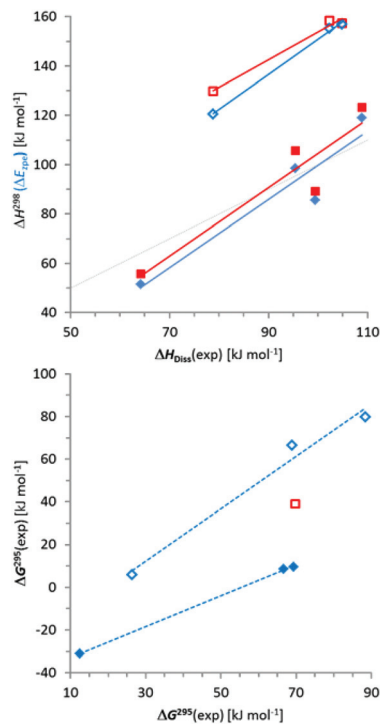 160
140
120
100
80
60
40
50 70 90 110
ΔH²⁹⁸ (ΔE_zpe) [kJ mol⁻¹]
ΔH_Diss(exp) [kJ mol⁻¹]
100
80
60
40
20
0
-20
-40
10 30 50 70 90
ΔG²⁹⁵(exp) [kJ mol⁻¹]
ΔG²⁹⁵(exp) [kJ mol⁻¹]